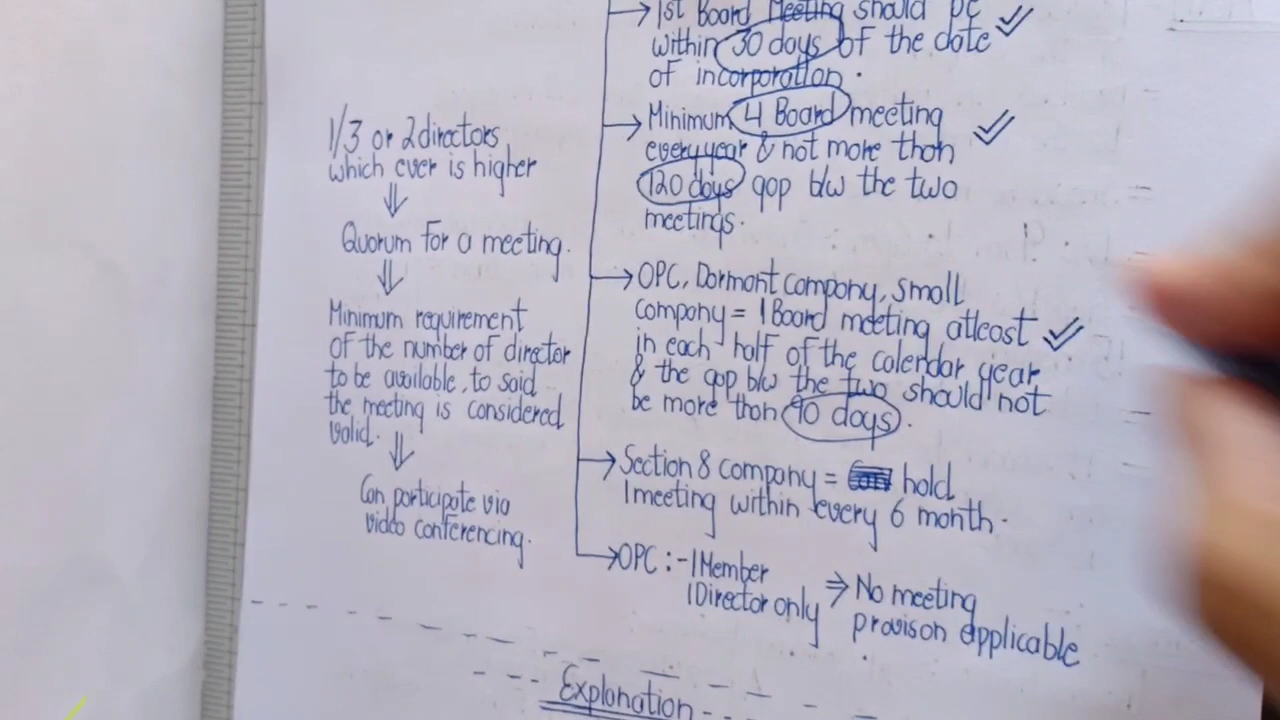 1/3 or 2 directors
which ever is higher
Quorum for a meeting.
Minimum requirement
of the number of director
to be available, to said
the meeting is considered
valid.
Can participate via
video conferencing.
1st Board Meeting should be
within 30 days of the date
of incorporation.
Minimum 4 Board meeting
every year & not more than
120 days gap b/w the two
meetings.
OPC, Dormant company, small
company = 1 Board meeting atleast
in each half of the calendar year
& the gap b/w the two should not
be more than 90 days.
Section 8 company = hold
1 meeting within every 6 month.
OPC :- 1 Member
1 Director only
⇒ No meeting
provison applicable
Explanation